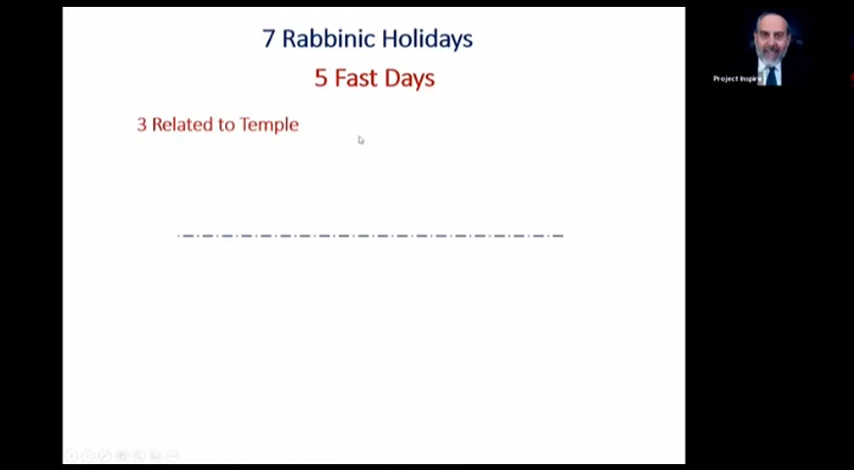 7 Rabbinic Holidays
5 Fast Days
3 Related to Temple
Project Inspire